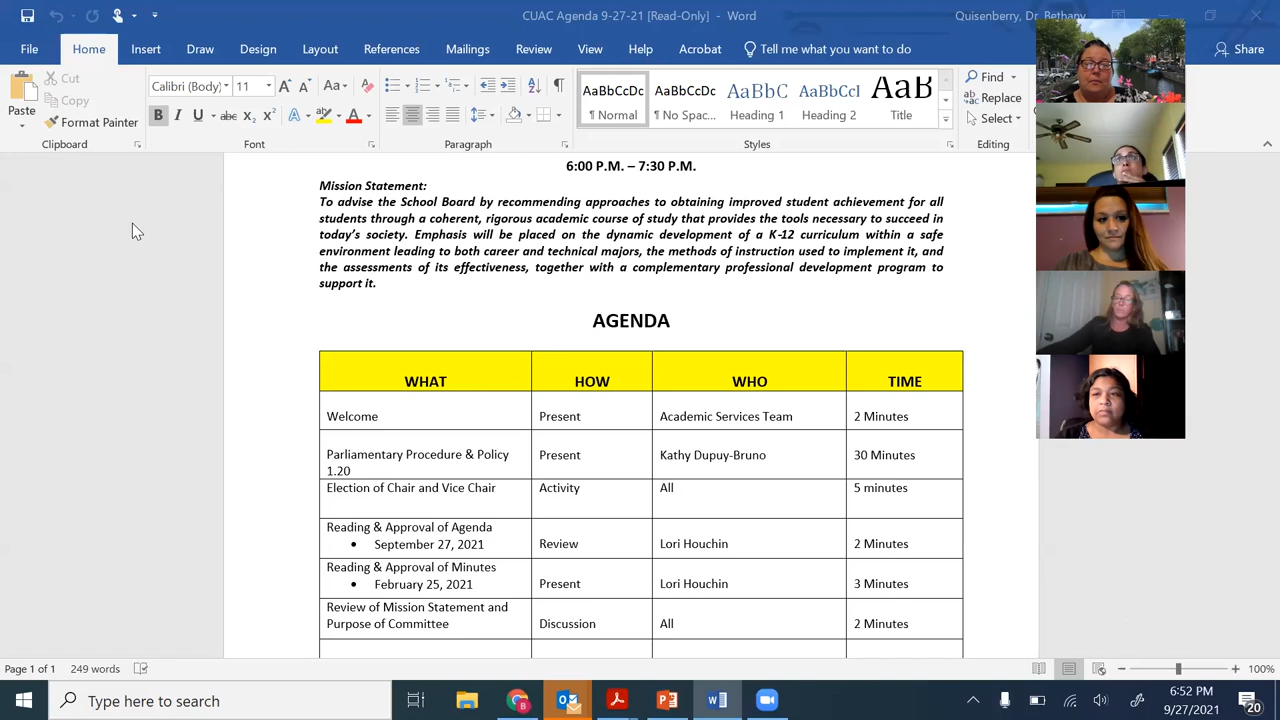 CUAC Agenda 9-27-21 [Read-Only] - Word
Quisenberry, Dr. Bethany
File Home Insert Draw Design Layout References Mailings Review View Help Acrobat Tell me what you want to do Share
Cut
Copy
Paste
Format Painter
Clipboard
Calibri (Body) 11
Font
Paragraph
AaBbCcDc AaBbCcDc AaBbC AaBbCcI AaB
¶ Normal ¶ No Spac... Heading 1 Heading 2 Title
Styles
Find
Replace
Select
Editing
6:00 P.M. – 7:30 P.M.
Mission Statement:
To advise the School Board by recommending approaches to obtaining improved student achievement for all
students through a coherent, rigorous academic course of study that provides the tools necessary to succeed in
today's society. Emphasis will be placed on the dynamic development of a K-12 curriculum within a safe
environment leading to both career and technical majors, the methods of instruction used to implement it, and
the assessments of its effectiveness, together with a complementary professional development program to
support it.
AGENDA
WHAT HOW WHO TIME
Welcome Present Academic Services Team 2 Minutes
Parliamentary Procedure & Policy
1.20 Present Kathy Dupuy-Bruno 30 Minutes
Election of Chair and Vice Chair Activity All 5 minutes
Reading & Approval of Agenda
• September 27, 2021 Review Lori Houchin 2 Minutes
Reading & Approval of Minutes
• February 25, 2021 Present Lori Houchin 3 Minutes
Review of Mission Statement and
Purpose of Committee Discussion All 2 Minutes
Page 1 of 1 249 words 100%
Type here to search
6:52 PM
9/27/2021
20